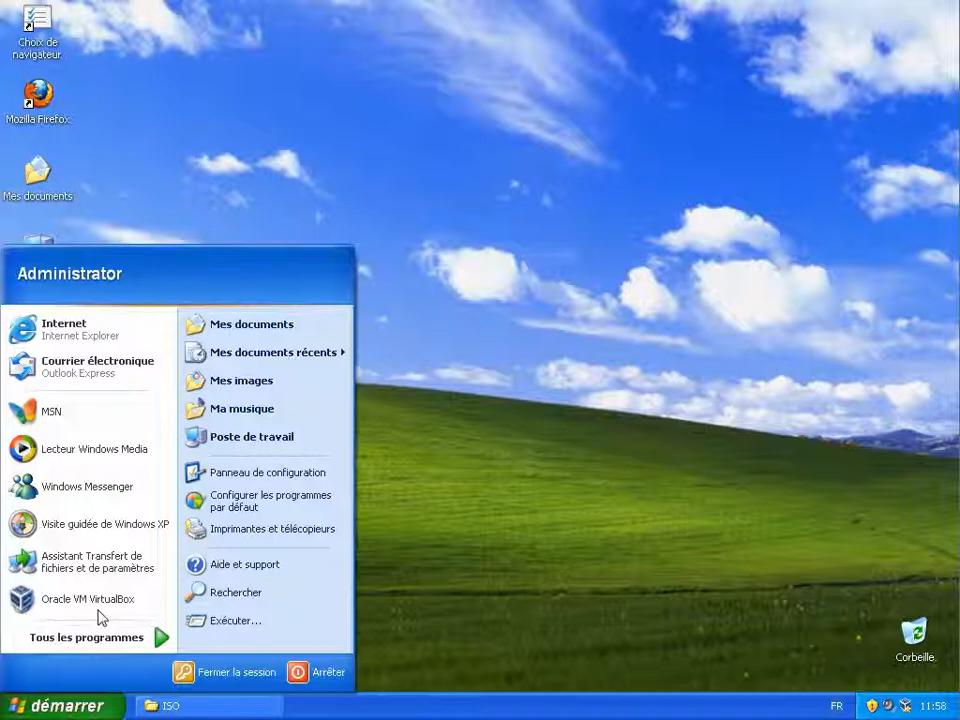 Choix de
navigateur
Mozilla Firefox
Mes documents
Administrator
Internet
Internet Explorer
Courrier électronique
Outlook Express
MSN
Lecteur Windows Media
Windows Messenger
Visite guidée de Windows XP
Assistant Transfert de
fichiers et de paramètres
Oracle VM VirtualBox
Tous les programmes
Mes documents
Mes documents récents
Mes images
Ma musique
Poste de travail
Panneau de configuration
Configurer les programmes
par défaut
Imprimantes et télécopieurs
Aide et support
Rechercher
Exécuter...
Fermer la session
Arrêter
Corbeille
démarrer
ISO
FR
11:58